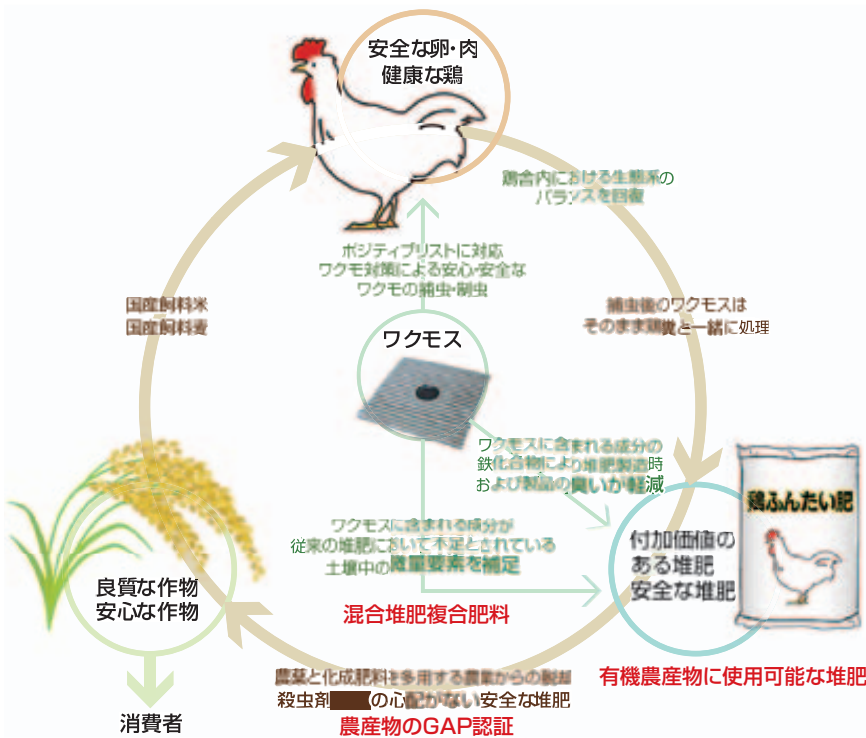 安全な卵・肉
健康な鶏
鶏舎内における生態系の
バランスを回復
ポジティブリストに対応
ワクモ対策による安心・安全な
ワクモの捕虫・制虫
国産飼料米
国産飼料麦
捕虫後のワクモスは
そのまま鶏糞と一緒に処理
ワクモス
ワクモスに含まれる成分の
鉄化合物により堆肥製造時
および製品の臭いが軽減
鶏ふんたい肥
ワクモスに含まれる成分が
従来の堆肥において不足とされている
土壌中の微量要素を補足
付加価値の
ある堆肥
安全な堆肥
良質な作物
安心な作物
混合堆肥複合肥料
有機農産物に使用可能な堆肥
農薬と化成肥料を多用する農業からの脱却
殺虫剤の心配がない安全な堆肥
消費者
農産物のGAP認証